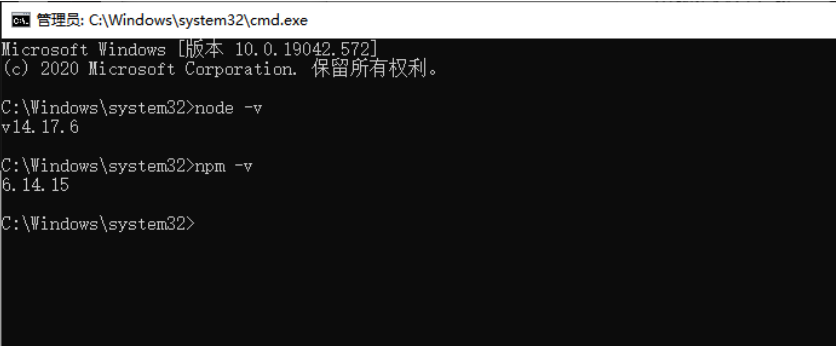 管理员: C:\Windows\system32\cmd.exe
Microsoft Windows [版本 10.0.19042.572]
(c) 2020 Microsoft Corporation. 保留所有权利。
C:\Windows\system32>node -v
v14.17.6
C:\Windows\system32>npm -v
6.14.15
C:\Windows\system32>